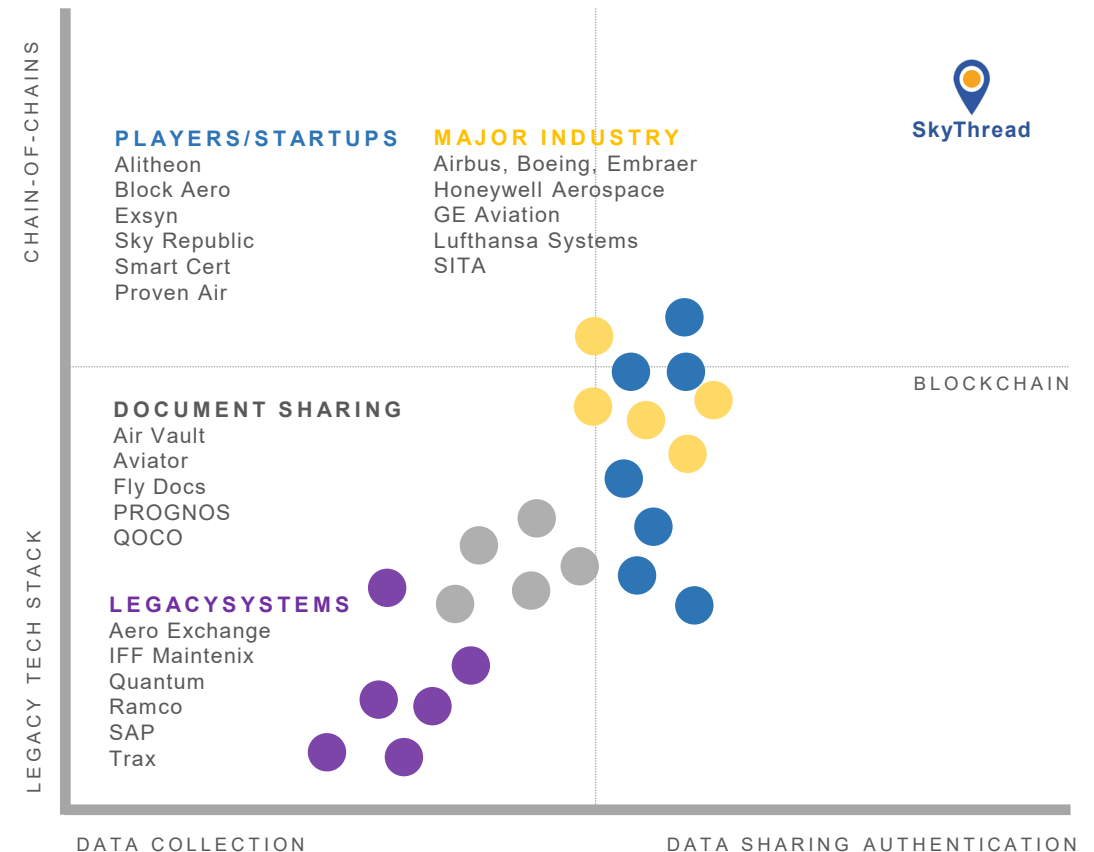 CHAIN-OF-CHAINS
SkyThread
PLAYERS/STARTUPS
Alitheon
Block Aero
Exsyn
Sky Republic
Smart Cert
Proven Air
MAJOR INDUSTRY
Airbus, Boeing, Embraer
Honeywell Aerospace
GE Aviation
Lufthansa Systems
SITA
BLOCKCHAIN
DOCUMENT SHARING
Air Vault
Aviator
Fly Docs
PROGNOS
QOCO
LEGACY TECH STACK
LEGACYSYSTEMS
Aero Exchange
IFF Maintenix
Quantum
Ramco
SAP
Trax
DATA COLLECTION
DATA SHARING AUTHENTICATION